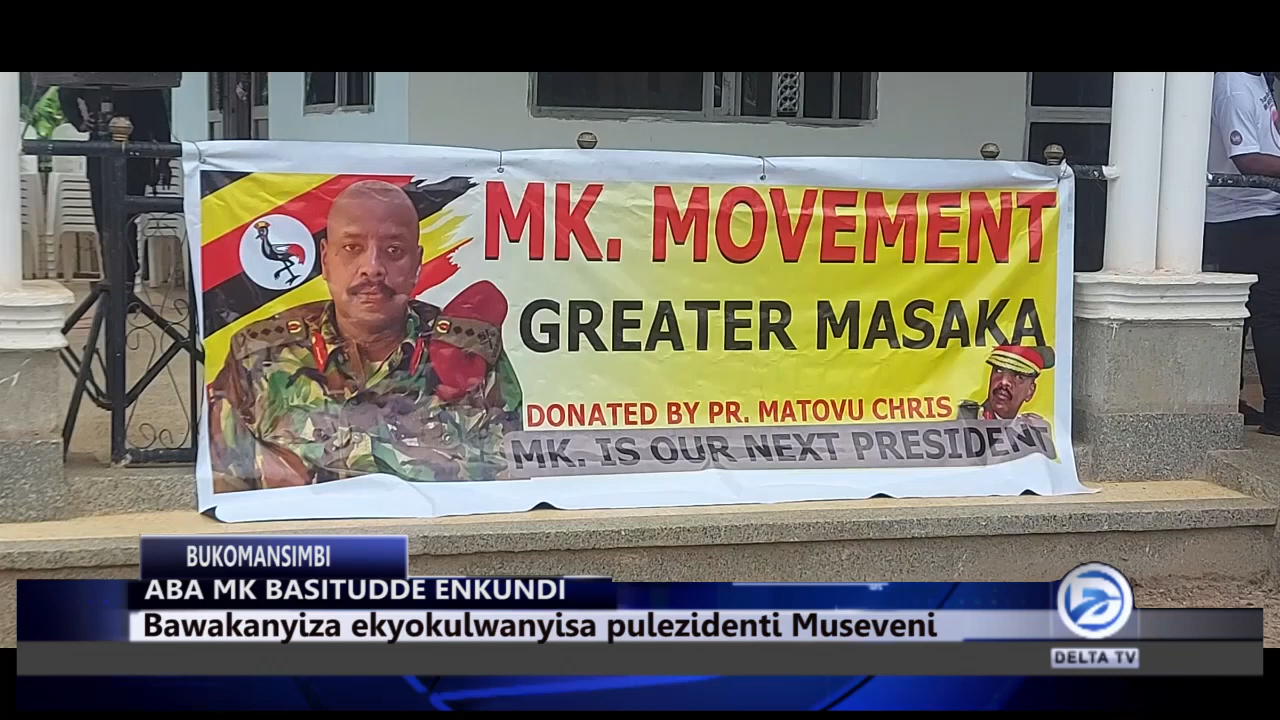 MK. MOVEMENT
GREATER MASAKA
DONATED BY PR. MATOVU CHRIS
MK. IS OUR NEXT PRESIDENT
BUKOMANSIMBI
ABA MK BASITUDDE ENKUNDI
Bawakanyiza ekyokulwanyisa pulezidenti Museveni
DELTA TV